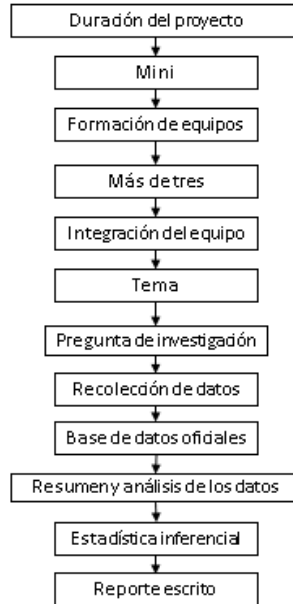 Duración del proyecto
Mini
Formación de equipos
Más de tres
Integración del equipo
Tema
Pregunta de investigación
Recolección de datos
Base de datos oficiales
Resumen y análisis de los datos
Estadística inferencial
Reporte escrito